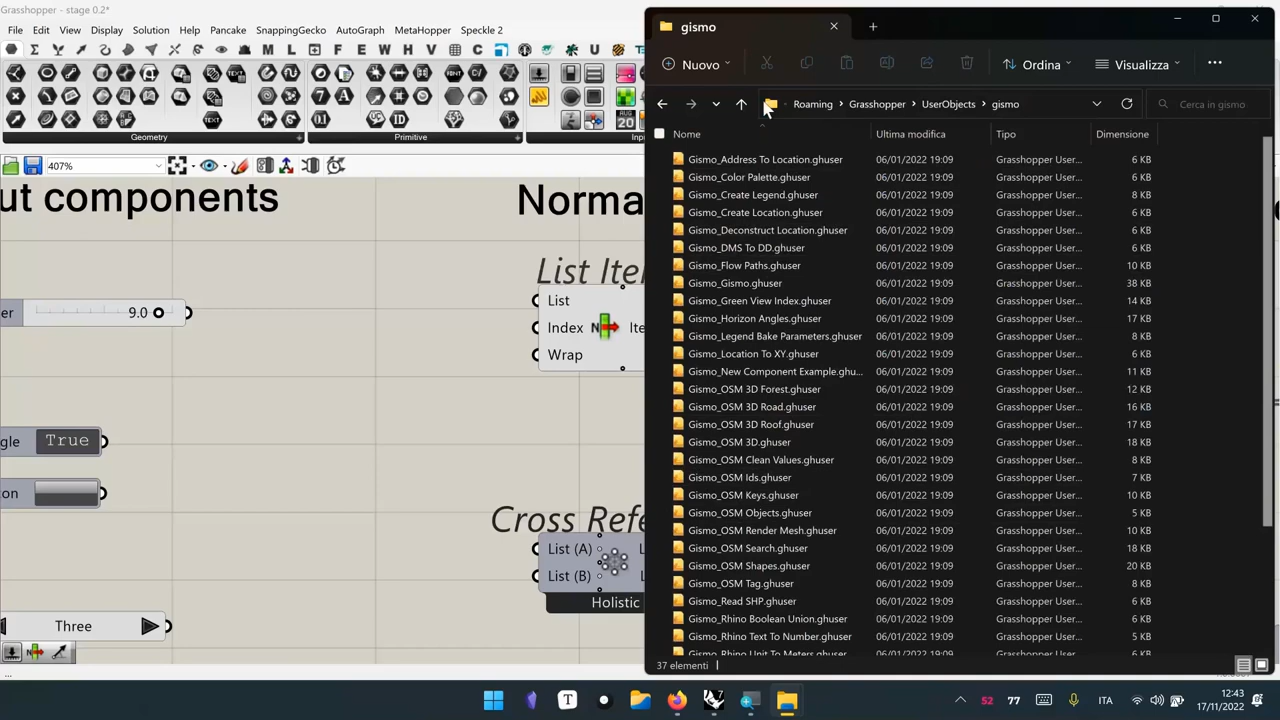 Grasshopper - stage 0.2*
File Edit View Display Solution Help Pancake SnappingGecko AutoGraph MetaHopper Speckle 2
M L H V C U
Geometry
Primitive
407%
ut components
Norma
List Ite
er 9.0
List
Index
Wrap
gle True
on
Cross Refe
List (A)
List (B)
Holistic
Three
gismo
Nuovo
Ordina
Visualizza
Roaming Grasshopper UserObjects gismo
Cerca in gismo
Nome Ultima modifica Tipo Dimensione
Gismo_Address To Location.ghuser 06/01/2022 19:09 Grasshopper User... 6 KB
Gismo_Color Palette.ghuser 06/01/2022 19:09 Grasshopper User... 6 KB
Gismo_Create Legend.ghuser 06/01/2022 19:09 Grasshopper User... 8 KB
Gismo_Create Location.ghuser 06/01/2022 19:09 Grasshopper User... 6 KB
Gismo_Deconstruct Location.ghuser 06/01/2022 19:09 Grasshopper User... 6 KB
Gismo_DMS To DD.ghuser 06/01/2022 19:09 Grasshopper User... 6 KB
Gismo_Flow Paths.ghuser 06/01/2022 19:09 Grasshopper User... 10 KB
Gismo_Gismo.ghuser 06/01/2022 19:09 Grasshopper User... 38 KB
Gismo_Green View Index.ghuser 06/01/2022 19:09 Grasshopper User... 14 KB
Gismo_Horizon Angles.ghuser 06/01/2022 19:09 Grasshopper User... 17 KB
Gismo_Legend Bake Parameters.ghuser 06/01/2022 19:09 Grasshopper User... 8 KB
Gismo_Location To XY.ghuser 06/01/2022 19:09 Grasshopper User... 6 KB
Gismo_New Component Example.ghu... 06/01/2022 19:09 Grasshopper User... 11 KB
Gismo_OSM 3D Forest.ghuser 06/01/2022 19:09 Grasshopper User... 12 KB
Gismo_OSM 3D Road.ghuser 06/01/2022 19:09 Grasshopper User... 16 KB
Gismo_OSM 3D Roof.ghuser 06/01/2022 19:09 Grasshopper User... 17 KB
Gismo_OSM 3D.ghuser 06/01/2022 19:09 Grasshopper User... 18 KB
Gismo_OSM Clean Values.ghuser 06/01/2022 19:09 Grasshopper User... 8 KB
Gismo_OSM Ids.ghuser 06/01/2022 19:09 Grasshopper User... 7 KB
Gismo_OSM Keys.ghuser 06/01/2022 19:09 Grasshopper User... 10 KB
Gismo_OSM Objects.ghuser 06/01/2022 19:09 Grasshopper User... 5 KB
Gismo_OSM Render Mesh.ghuser 06/01/2022 19:09 Grasshopper User... 10 KB
Gismo_OSM Search.ghuser 06/01/2022 19:09 Grasshopper User... 18 KB
Gismo_OSM Shapes.ghuser 06/01/2022 19:09 Grasshopper User... 20 KB
Gismo_OSM Tag.ghuser 06/01/2022 19:09 Grasshopper User... 8 KB
Gismo_Read SHP.ghuser 06/01/2022 19:09 Grasshopper User... 6 KB
Gismo_Rhino Boolean Union.ghuser 06/01/2022 19:09 Grasshopper User... 6 KB
Gismo_Rhino Text To Number.ghuser 06/01/2022 19:09 Grasshopper User... 5 KB
Gismo_Rhino Unit To Meters.ghuser 06/01/2022 19:09 Grasshopper User... 6 KB
37 elementi
52 77 ITA 12:43
17/11/2022